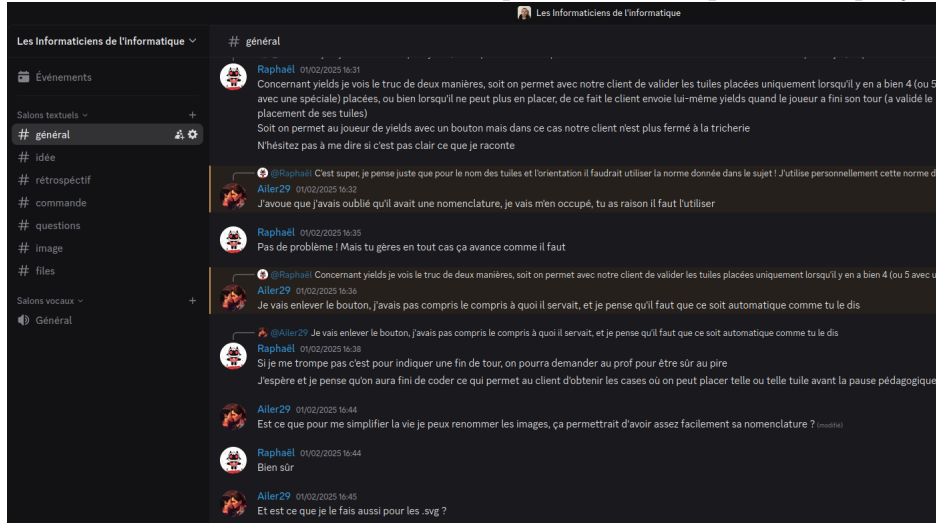 Les Informaticiens de l'informatique
Les Informaticiens de l'informatique
# général
Événements
Salons textuels
# général
# idée
# rétrospéctif
# commande
# questions
# image
# files
Salons vocaux
Général
Raphaël 01/02/2025 16:31
Concernant yields je vois le truc de deux manières, soit on permet avec notre client de valider les tuiles placées uniquement lorsqu'il y en a bien 4 (ou 5
avec une spéciale) placées, ou bien lorsqu'il ne peut plus en placer, de ce fait le client envoie lui-même yields quand le joueur a fini son tour (a validé le
placement de ses tuiles)
Soit on permet au joueur de yields avec un bouton mais dans ce cas notre client n'est plus fermé à la tricherie
N'hésitez pas à me dire si c'est pas clair ce que je raconte
@Raphaël C'est super, je pense juste que pour le nom des tuiles et l'orientation il faudrait utiliser la norme donnée dans le sujet ! J'utilise personnellement cette norme d
Ailer29 01/02/2025 16:32
J'avoue que j'avais oublié qu'il avait une nomenclature, je vais m'en occupé, tu as raison il faut l'utiliser
Raphaël 01/02/2025 16:35
Pas de problème ! Mais tu gères en tout cas ça avance comme il faut
@Raphaël Concernant yields je vois le truc de deux manières, soit on permet avec notre client de valider les tuiles placées uniquement lorsqu'il y en a bien 4 (ou 5 avec u
Ailer29 01/02/2025 16:36
Je vais enlever le bouton, j'avais pas compris le compris à quoi il servait, et je pense qu'il faut que ce soit automatique comme tu le dis
@Ailer29 Je vais enlever le bouton, j'avais pas compris le compris à quoi il servait, et je pense qu'il faut que ce soit automatique comme tu le dis
Raphaël 01/02/2025 16:38
Si je me trompe pas c'est pour indiquer une fin de tour, on pourra demander au prof pour être sûr au pire
J'espère et je pense qu'on aura fini de coder ce qui permet au client d'obtenir les cases où on peut placer telle ou telle tuile avant la pause pédagogique
Ailer29 01/02/2025 16:44
Est ce que pour me simplifier la vie je peux renommer les images, ça permettrait d'avoir assez facilement sa nomenclature ? (modifié)
Raphaël 01/02/2025 16:44
Bien sûr
Ailer29 01/02/2025 16:45
Et est ce que je le fais aussi pour les .svg ?